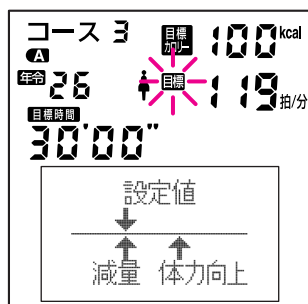 コース 3 目標カロリー 100 kcal
A
年令 26 目標 119 拍/分
目標時間
30'00"
設定値
減量 体力向上